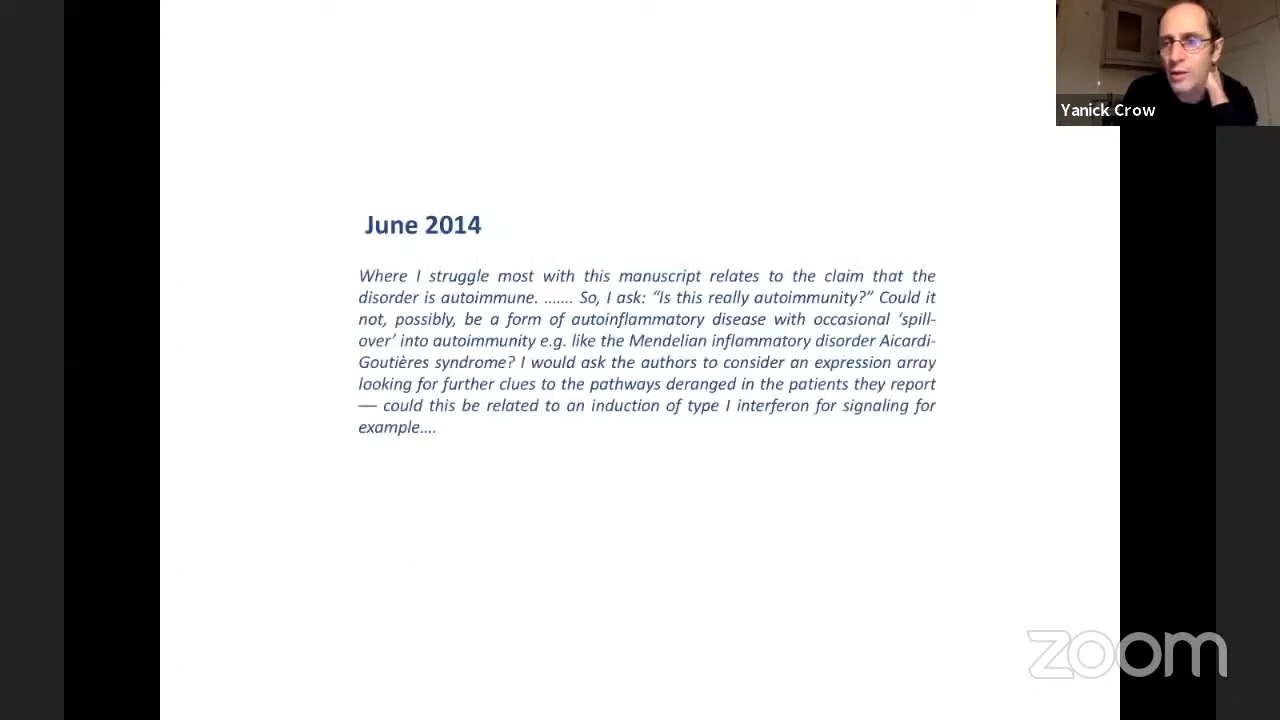 Yanick Crow
June 2014
Where I struggle most with this manuscript relates to the claim that the
disorder is autoimmune. ....... So, I ask: “Is this really autoimmunity?” Could it
not, possibly, be a form of autoinflammatory disease with occasional ‘spill-
over’ into autoimmunity e.g. like the Mendelian inflammatory disorder Aicardi-
Goutières syndrome? I would ask the authors to consider an expression array
looking for further clues to the pathways deranged in the patients they report
— could this be related to an induction of type I interferon for signaling for
example....
zoom